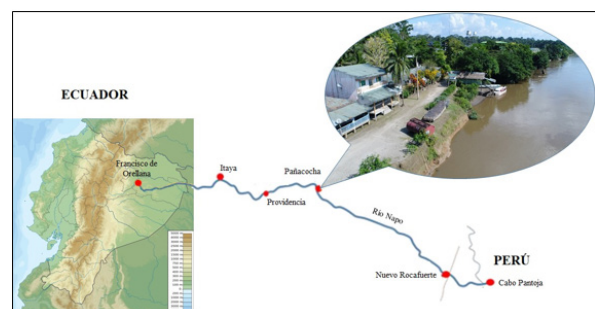 ECUADOR
Francisco de
Orellana
Itaya
Pañacocha
Providencia
Río Napo
PERÚ
Nuevo Rocafuerte
Cabo Pantoja